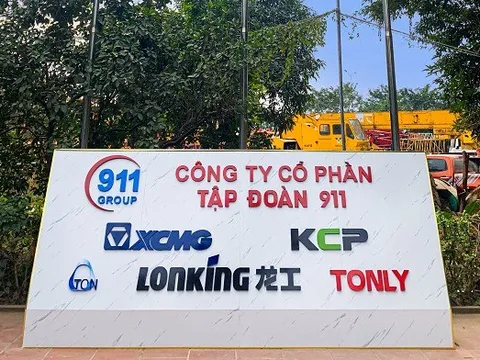 911
GROUP
CÔNG TY CỔ PHẦN
TẬP ĐOÀN 911
XCMG
KCP
TON
LONKING 龙工
TONLY